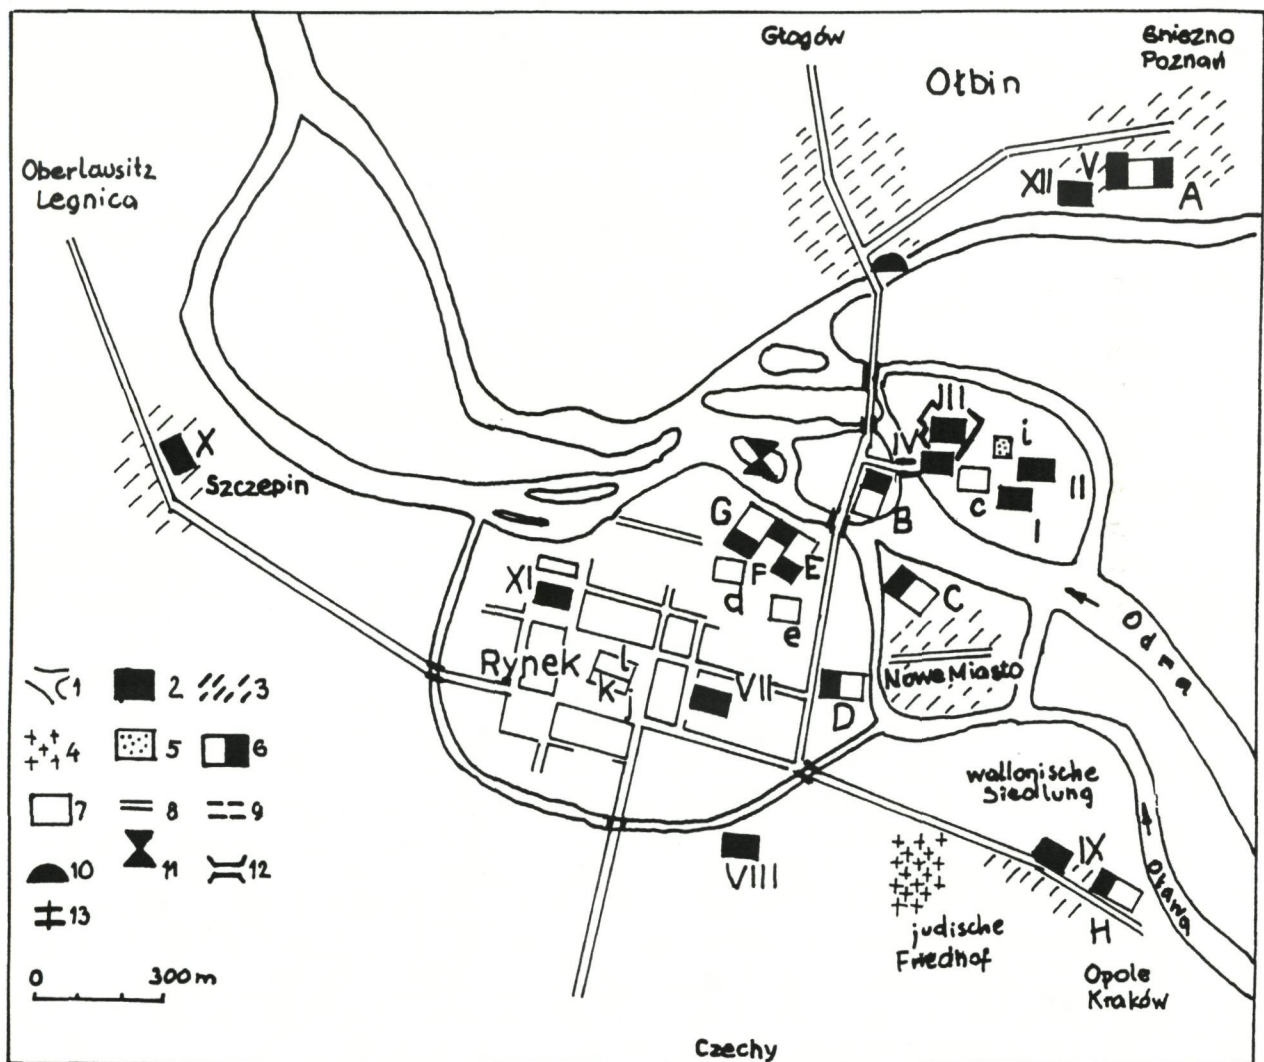 Głogów
Gniezno
Poznań
Ołbin
Oberlausitz
Legnica
XII
V
A
X
Szczepin
III
IV
i
II
c
I
B
G
F
E
d
e
C
XI
Rynek
l
k
VII
D
Nowe Miasto
Odra
1
2
3
4
5
6
7
8
9
10
11
12
13
0 300 m
wallonische
Siedlung
VIII
IX
H
Oława
judische
Friedhof
Opole
Kraków
Czechy